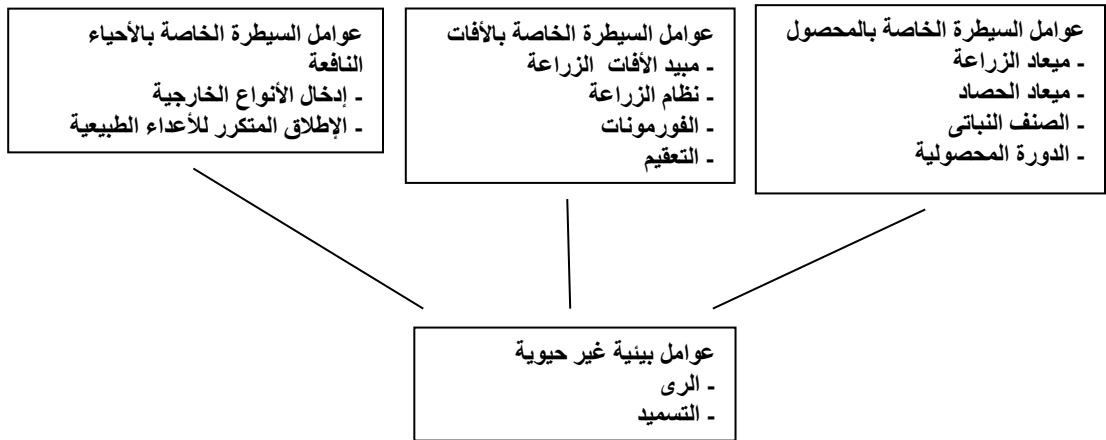 عوامل السيطرة الخاصة بالمحصول
- ميعاد الزراعة
- ميعاد الحصاد
- الصنف النباتى
- الدورة المحصولية
عوامل السيطرة الخاصة بالأفات
- مبيد الأفات الزراعة
- نظام الزراعة
- الفورمونات
- التعقيم
عوامل السيطرة الخاصة بالأحياء
النافعة
- إدخال الأنواع الخارجية
- الإطلاق المتكرر للأعداء الطبيعية
عوامل بيئية غير حيوية
- الرى
- التسميد